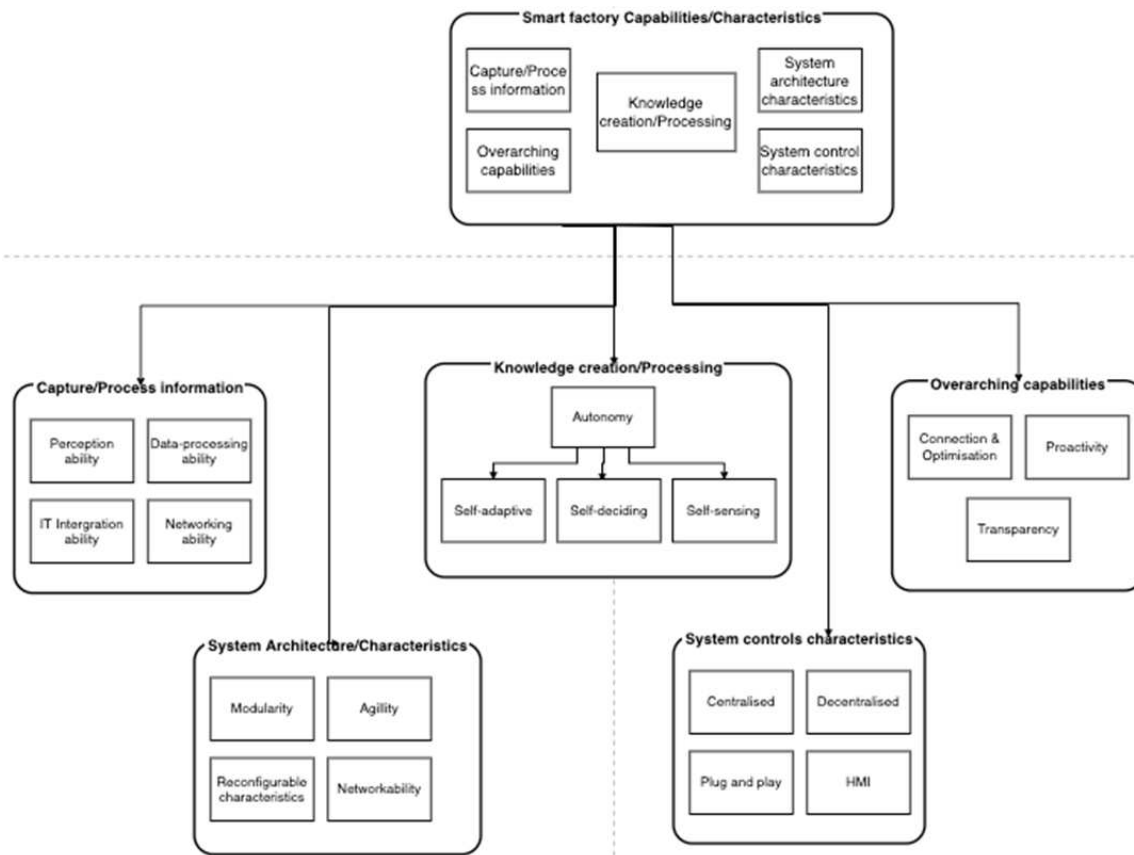 Smart factory Capabilities/Characteristics
Capture/Proce
ss information
Knowledge
creation/Processing
System
architecture
characteristics
Overarching
capabilities
System control
characteristics
Capture/Process information
Perception
ability
Data-processing
ability
IT Intergration
ability
Networking
ability
Knowledge creation/Processing
Autonomy
Self-adaptive
Self-deciding
Self-sensing
Overarching capabilities
Connection &
Optimisation
Proactivity
Transparency
System Architecture/Characteristics
Modularity
Agillity
Reconfigurable
characteristics
Networkability
System controls characteristics
Centralised
Decentralised
Plug and play
HMI